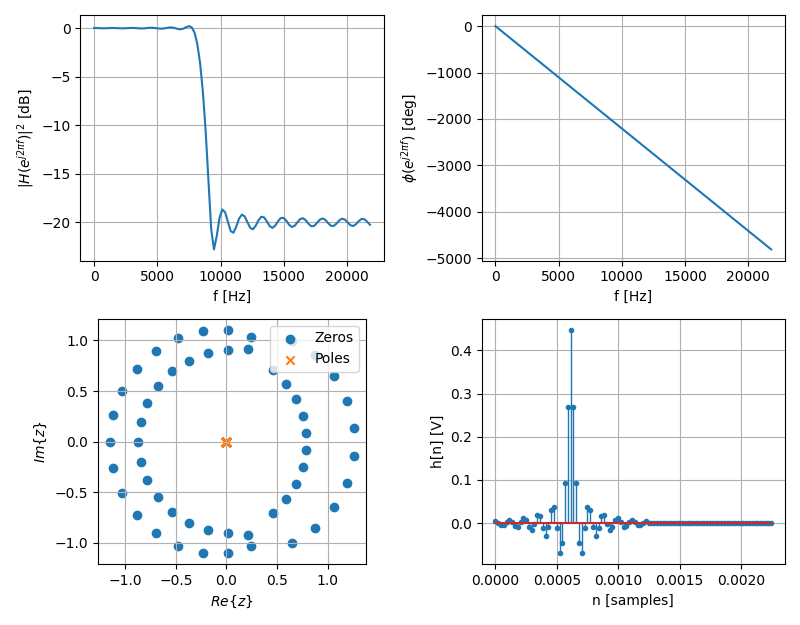 |H(e^{j2πf})|² [dB]
0
−5
−10
−15
−20
0 5000 10000 15000 20000
f [Hz]
ϕ(e^{j2πf}) [deg]
0
−1000
−2000
−3000
−4000
−5000
0 5000 10000 15000 20000
f [Hz]
Im{z}
1.0
0.5
0.0
−0.5
−1.0
Zeros
Poles
−1.0 −0.5 0.0 0.5 1.0
Re{z}
h[n] [V]
0.4
0.3
0.2
0.1
0.0
0.0000 0.0005 0.0010 0.0015 0.0020
n [samples]